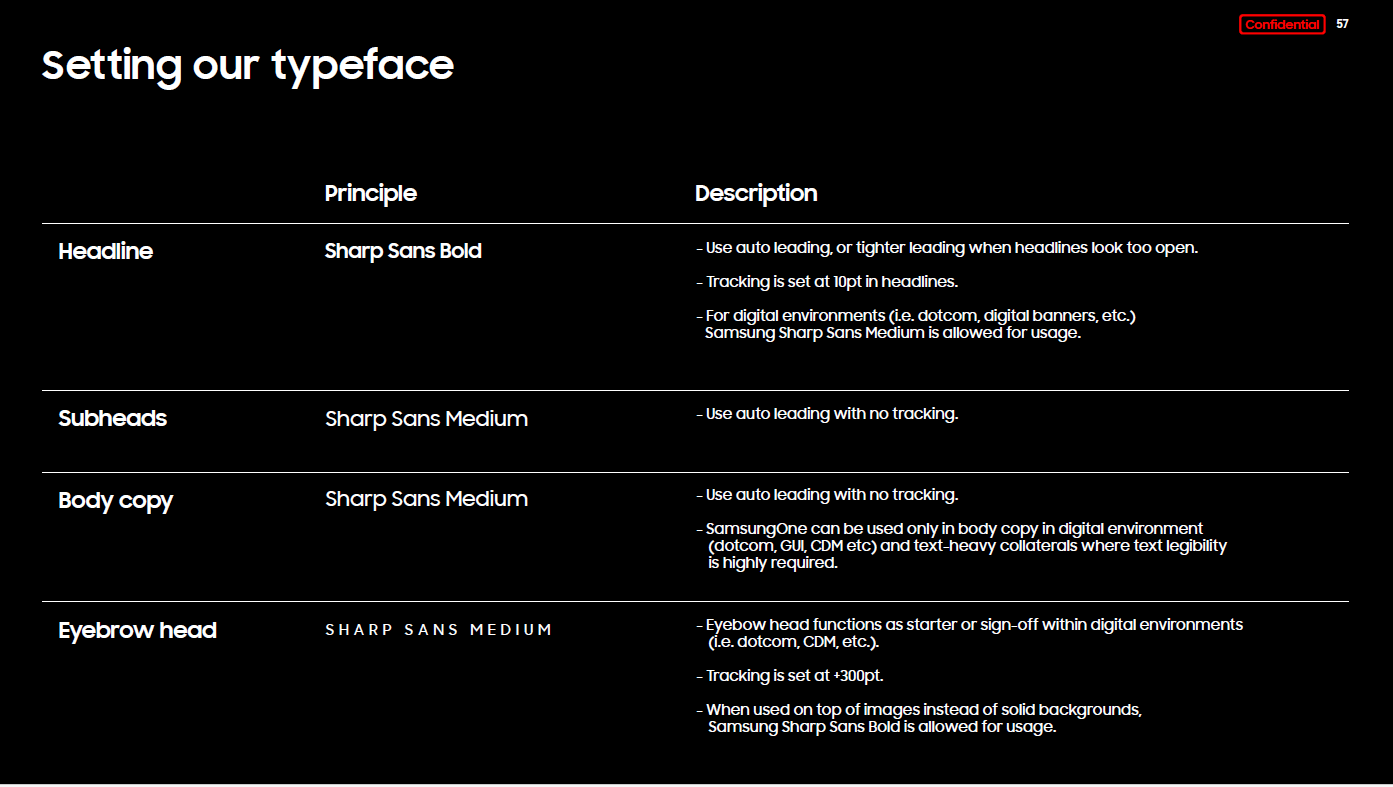 Confidential 57
Setting our typeface
Principle Description
Headline Sharp Sans Bold
- Use auto leading, or tighter leading when headlines look too open.
- Tracking is set at 10pt in headlines.
- For digital environments (i.e. dotcom, digital banners, etc.)
Samsung Sharp Sans Medium is allowed for usage.
Subheads Sharp Sans Medium
- Use auto leading with no tracking.
Body copy Sharp Sans Medium
- Use auto leading with no tracking.
- SamsungOne can be used only in body copy in digital environment
(dotcom, GUI, CDM etc) and text-heavy collaterals where text legibility
is highly required.
Eyebrow head SHARP SANS MEDIUM
- Eyebow head functions as starter or sign-off within digital environments
(i.e. dotcom, CDM, etc.).
- Tracking is set at +300pt.
- When used on top of images instead of solid backgrounds,
Samsung Sharp Sans Bold is allowed for usage.